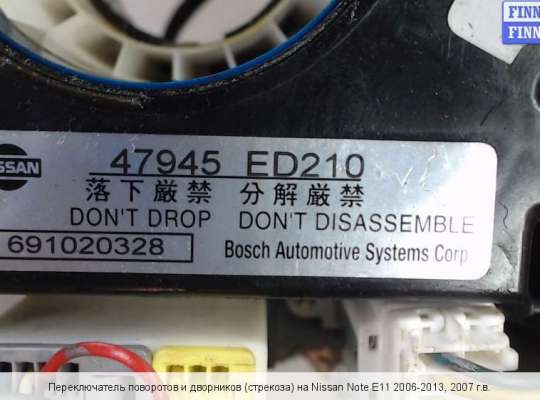 FINN
FINN
NISSAN
47945 ED210
落下厳禁 分解厳禁
DON'T DROP DON'T DISASSEMBLE
691020328
Bosch Automotive Systems Corp
Переключатель поворотов и дворников (стрекоза) на Nissan Note E11 2006-2013, 2007 г.в.